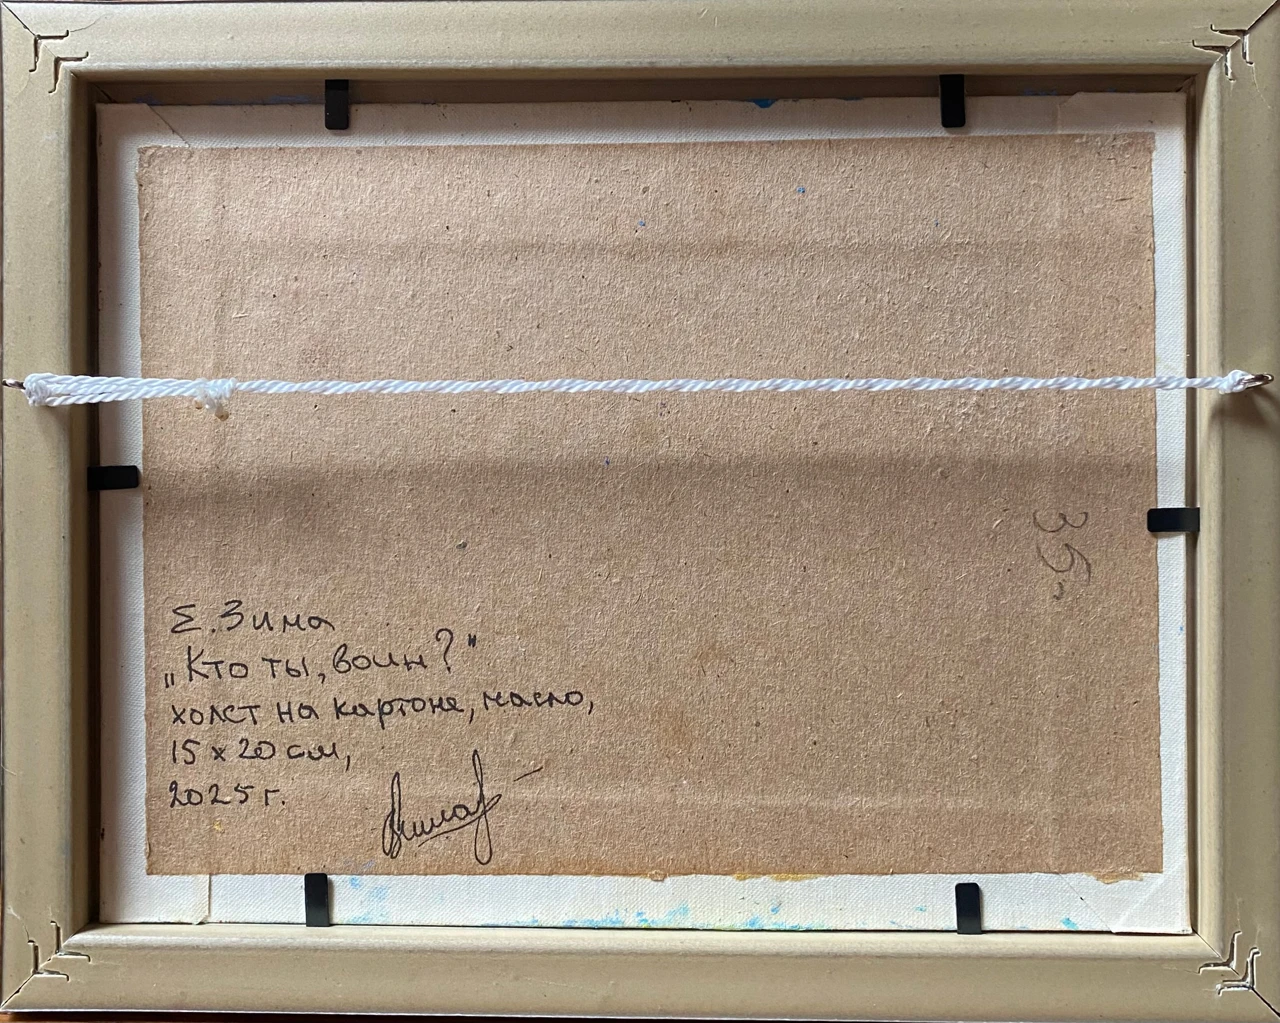 Е. Зима
„Кто ты, воин?"
холст на картоне, масло,
15 х 20 см,
2025 г.
35-